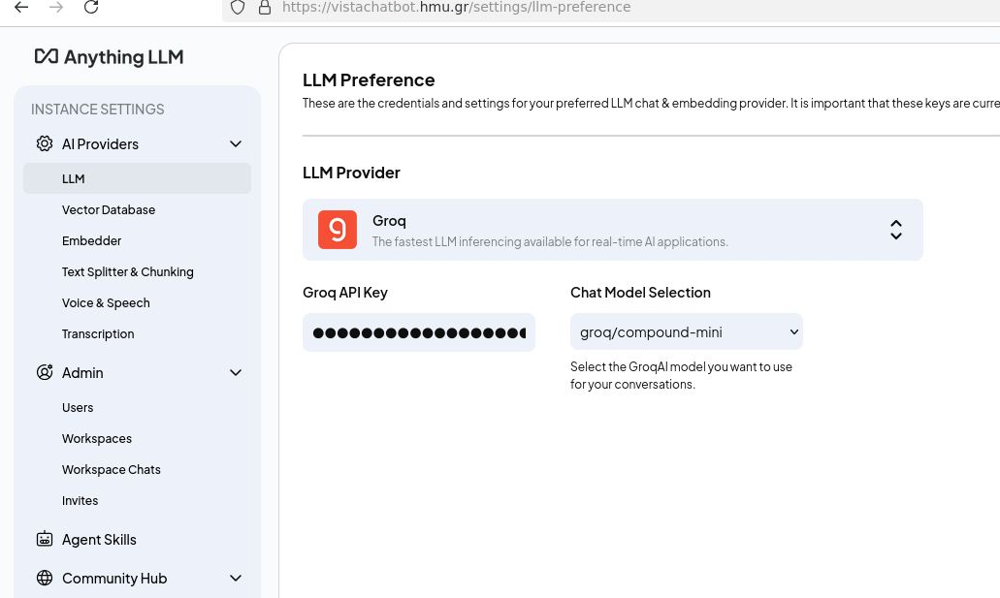 https://vistachatbot.hmu.gr/settings/llm-preference
Anything LLM
INSTANCE SETTINGS
AI Providers
LLM
Vector Database
Embedder
Text Splitter & Chunking
Voice & Speech
Transcription
Admin
Users
Workspaces
Workspace Chats
Invites
Agent Skills
Community Hub
LLM Preference
These are the credentials and settings for your preferred LLM chat & embedding provider. It is important that these keys are curre
LLM Provider
Groq
The fastest LLM inferencing available for real-time AI applications.
Groq API Key
Chat Model Selection
groq/compound-mini
Select the GroqAI model you want to use
for your conversations.